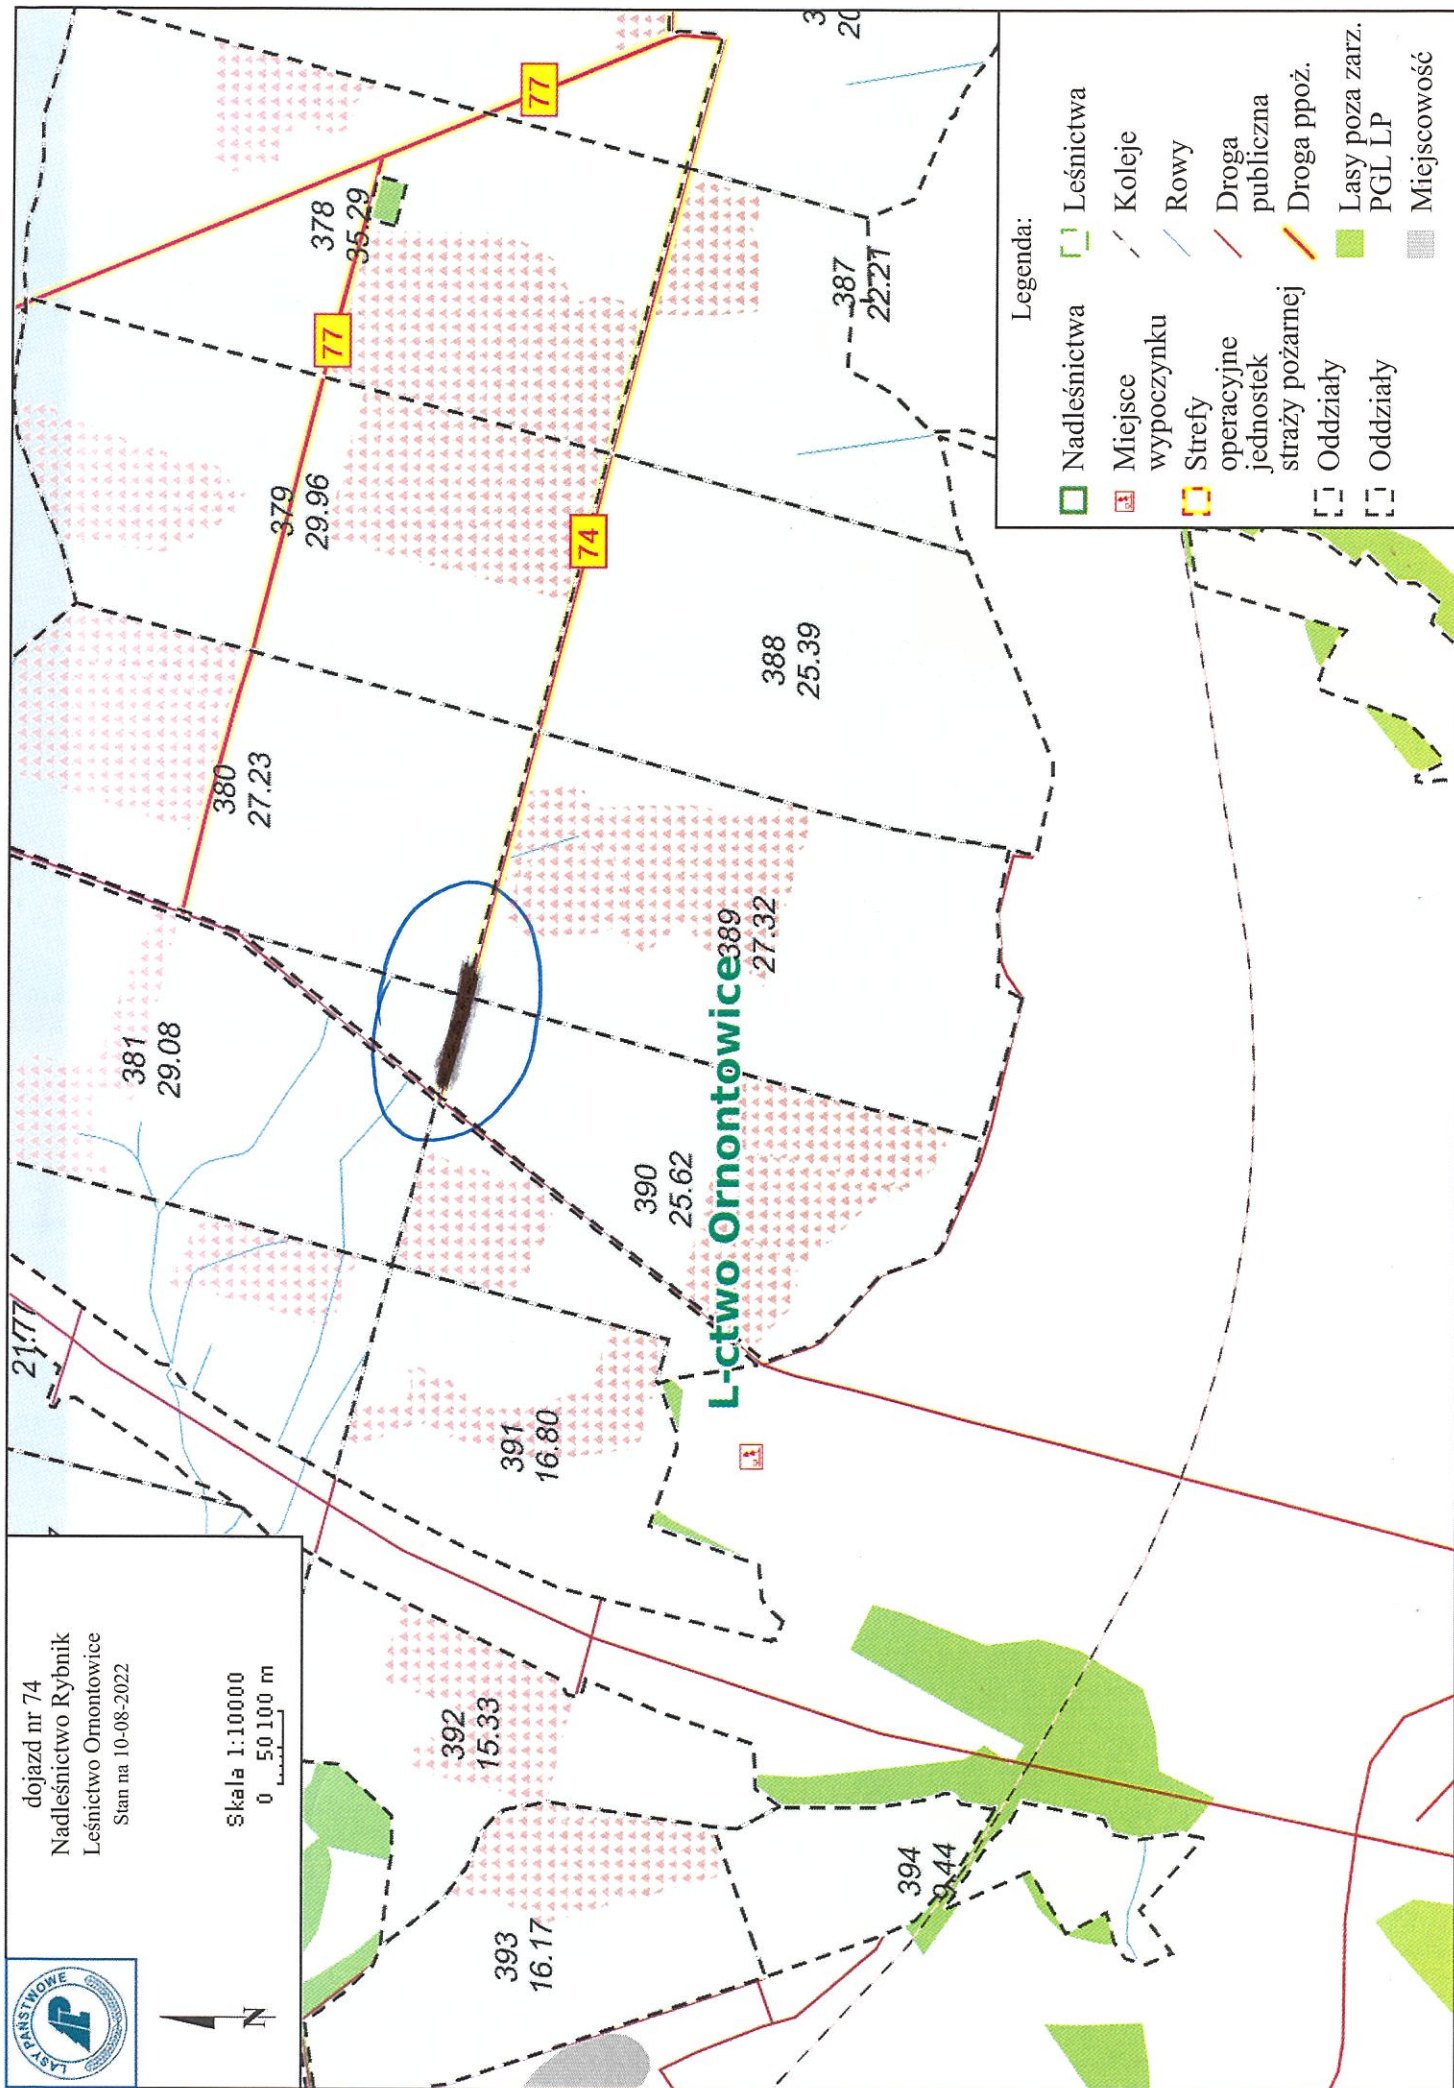 LASY PAŃSTWOWE
LP
N
dojazd nr 74
Nadleśnictwo Rybnik
Leśnictwo Ornontowice
Stan na 10-08-2022
Skala 1:10000
0 50 100 m
21.77
381
29.08
380
27.23
379
29.96
378
35.29
77
77
74
393
16.17
392
15.33
391
16.80
390
25.62
389
27.32
388
25.39
387
22.21
394
9.44
L-ctwo Ornontowice
Legenda:
Nadleśnictwa
Miejsce
wypoczynku
Strefy
operacyjne
jednostek
straży pożarnej
Oddziały
Oddziały
Leśnictwa
Koleje
Rowy
Droga
publiczna
Droga ppoż.
Lasy poza zarz.
PGL LP
Miejscowość